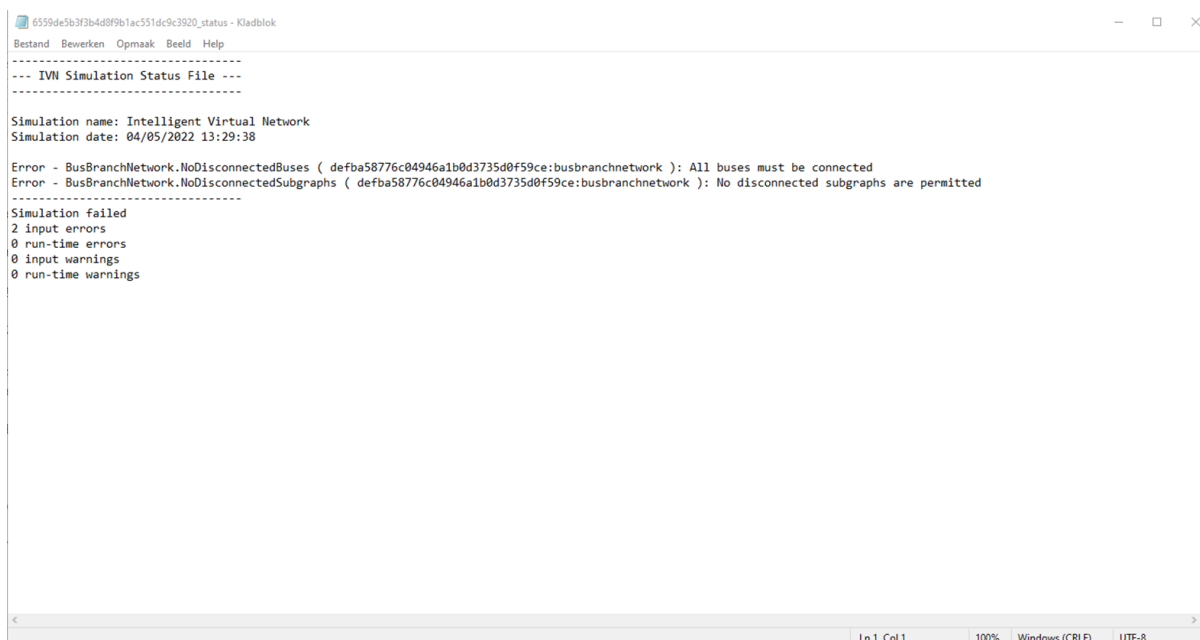 6559de5b3f3b4d8f9b1ac551dc9c3920_status - Kladblok
Bestand Bewerken Opmaak Beeld Help
----------------------------------
--- IVN Simulation Status File ---
----------------------------------
Simulation name: Intelligent Virtual Network
Simulation date: 04/05/2022 13:29:38
Error - BusBranchNetwork.NoDisconnectedBuses ( defba58776c04946a1b0d3735d0f59ce:busbranchnetwork ): All buses must be connected
Error - BusBranchNetwork.NoDisconnectedSubgraphs ( defba58776c04946a1b0d3735d0f59ce:busbranchnetwork ): No disconnected subgraphs are permitted
----------------------------------
Simulation failed
2 input errors
0 run-time errors
0 input warnings
0 run-time warnings
Ln 1, Col 1 100% Windows (CRLF) UTF-8